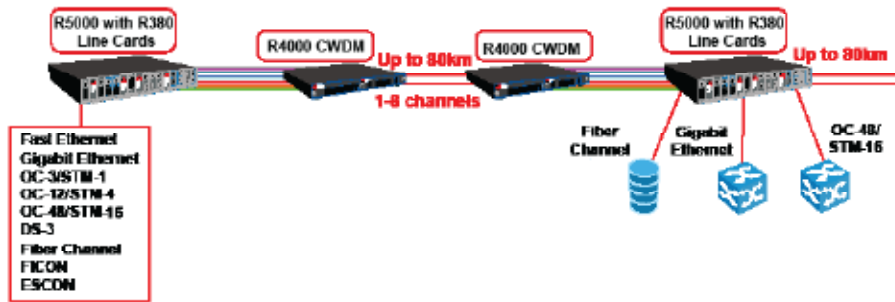 R5000 with R380
Line Cards
R4000 CWDM
Up to 80km
1-8 channels
R4000 CWDM
R5000 with R380
Line Cards
Up to 80km
Fast Ethernet
Gigabit Ethernet
OC-3/STM-1
OC-12/STM-4
OC-48/STM-16
DS-3
Fiber Channel
FICON
ESCON
Fiber
Channel
Gigabit
Ethernet
OC-48/
STM-16